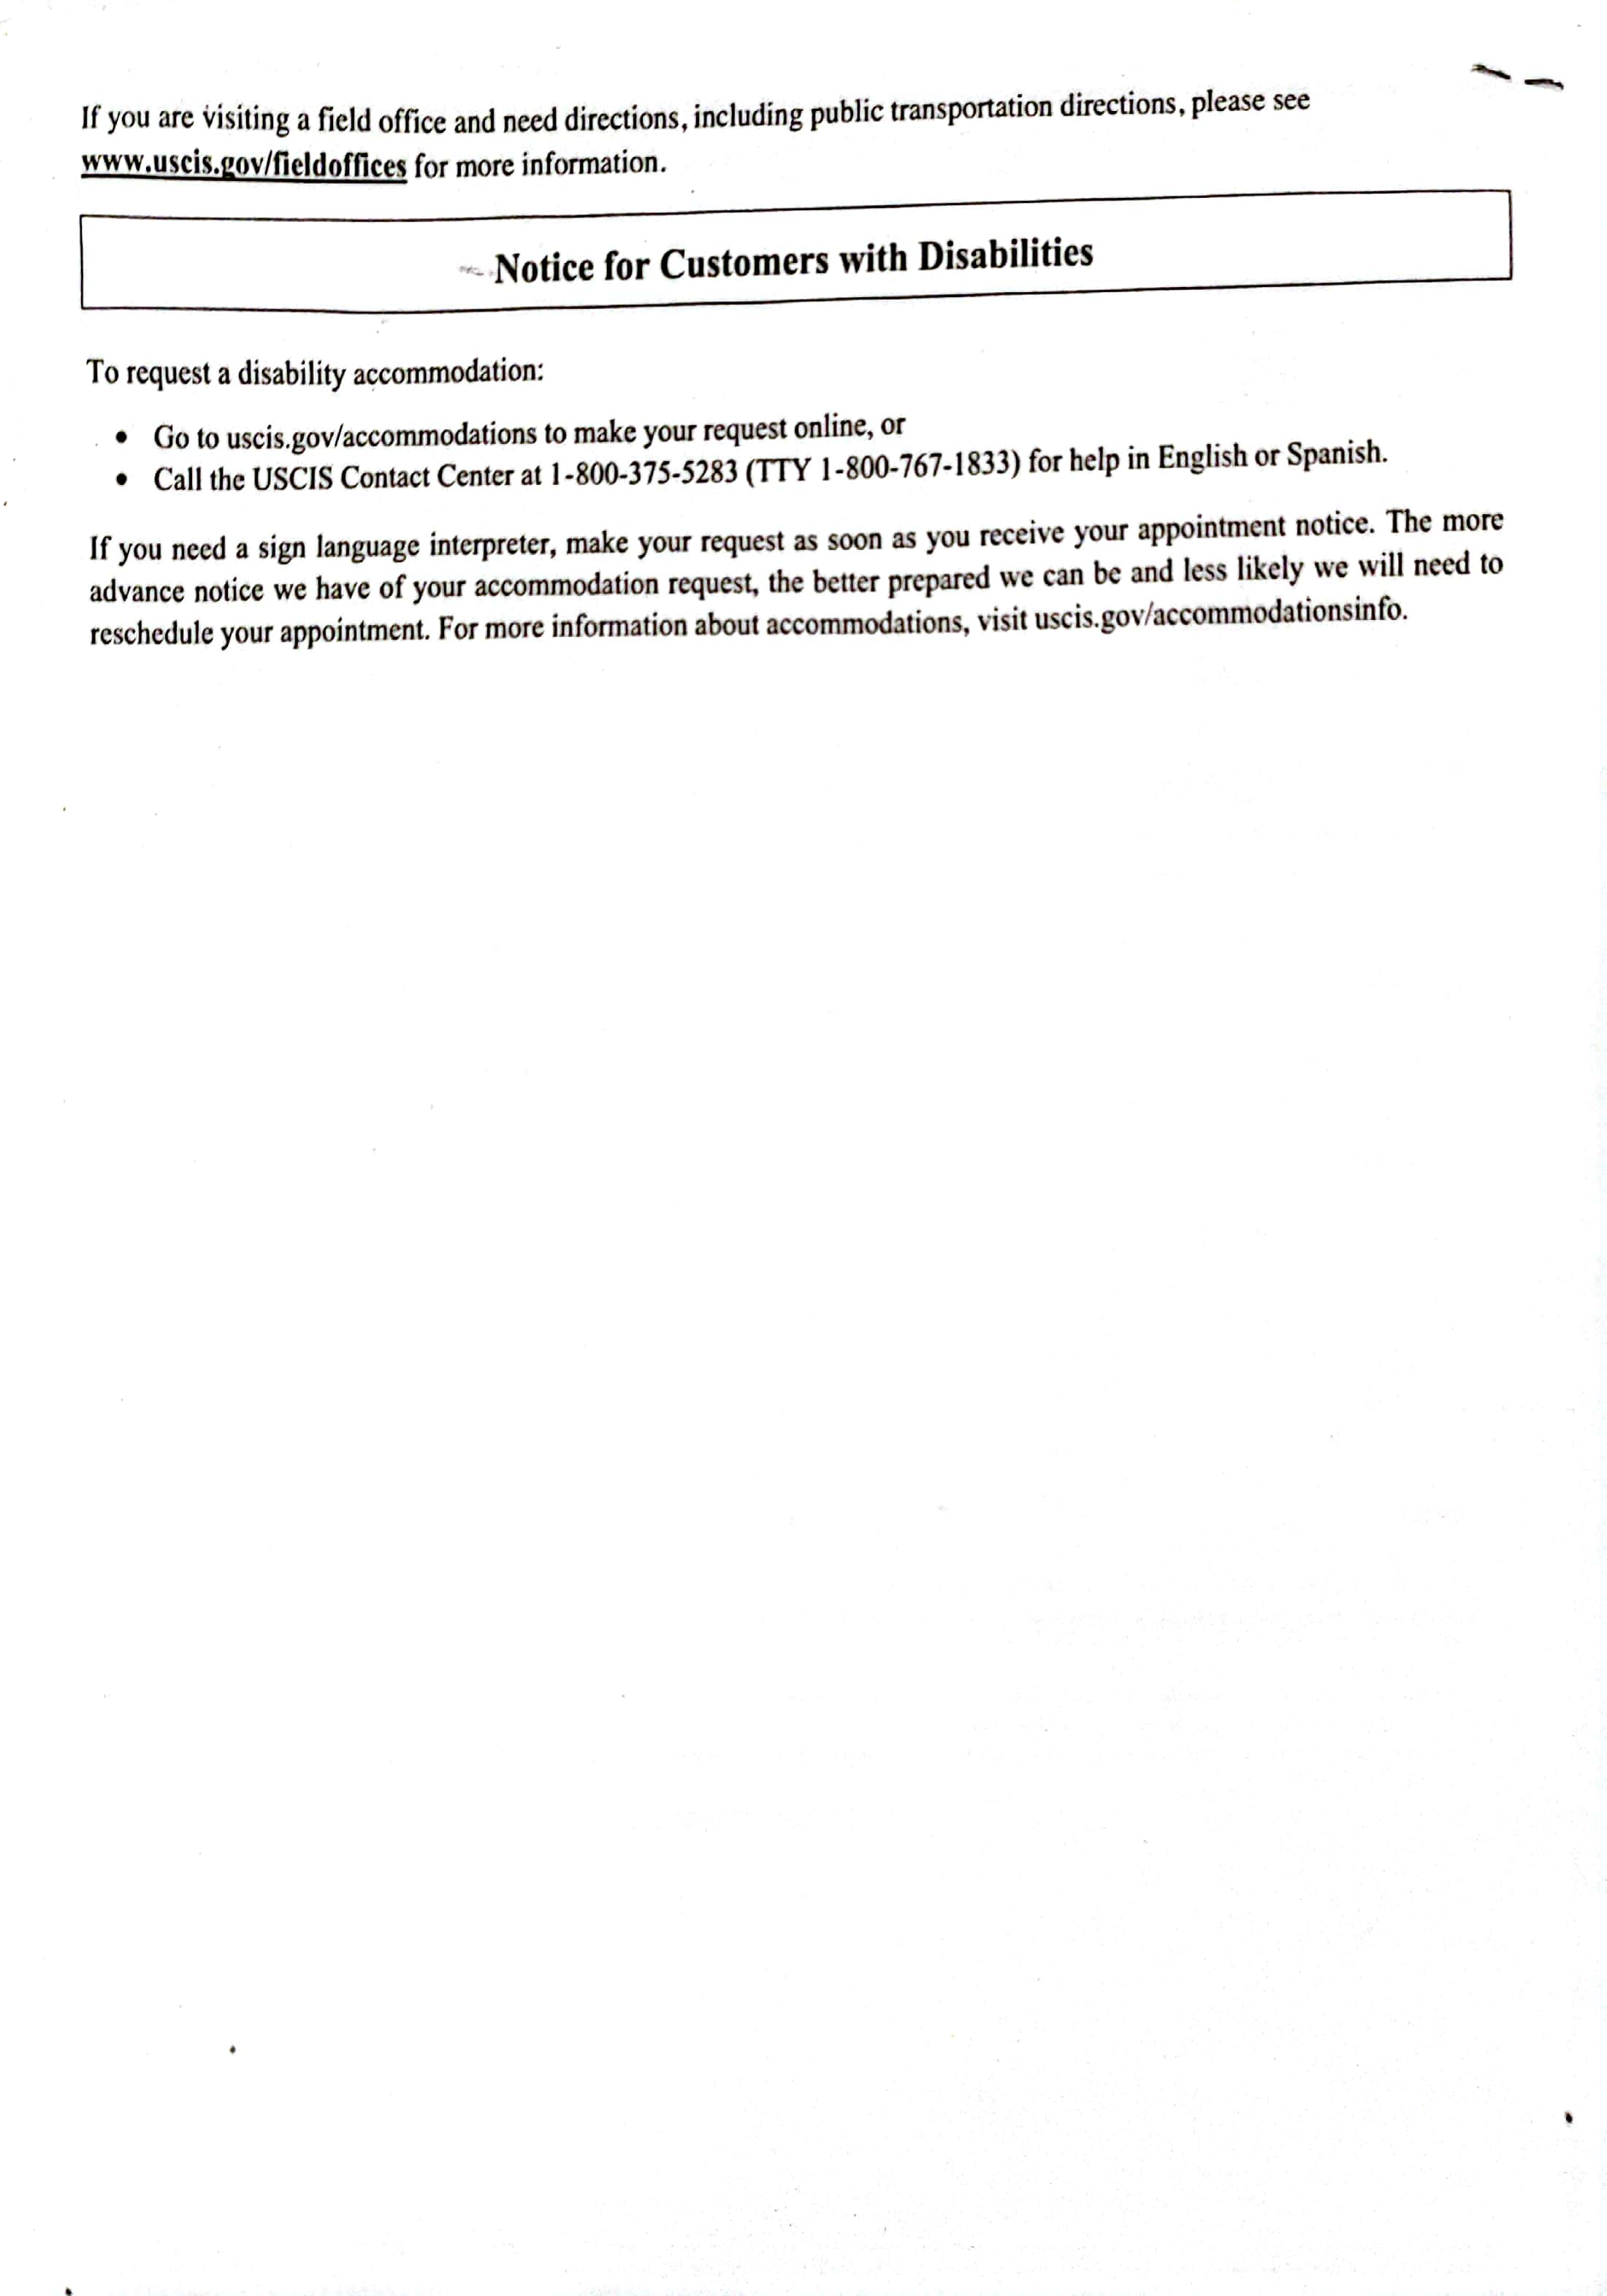 If you are visiting a field office and need directions, including public transportation directions, please see
www.uscis.gov/fieldoffices for more information.
Notice for Customers with Disabilities
To request a disability accommodation:
• Go to uscis.gov/accommodations to make your request online, or
• Call the USCIS Contact Center at 1-800-375-5283 (TTY 1-800-767-1833) for help in English or Spanish.
If you need a sign language interpreter, make your request as soon as you receive your appointment notice. The more
advance notice we have of your accommodation request, the better prepared we can be and less likely we will need to
reschedule your appointment. For more information about accommodations, visit uscis.gov/accommodationsinfo.